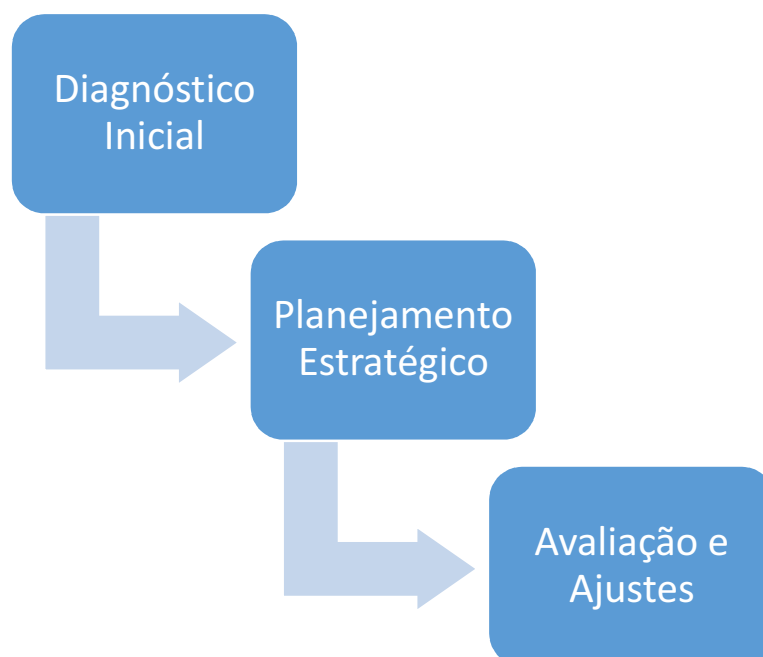 Diagnóstico
Inicial
Planejamento
Estratégico
Avaliação e
Ajustes